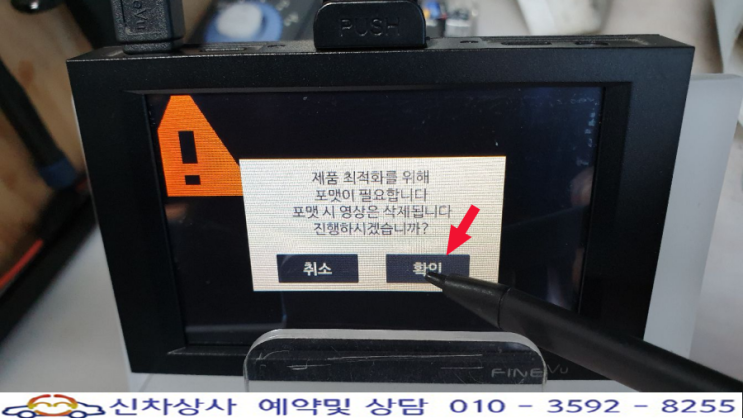 PUSH
제품 최적화를 위해
포맷이 필요합니다
포맷 시 영상은 삭제됩니다
진행하시겠습니까?
취소 확인
FINEVU
신차상사 예약및 상담 010 - 3592 - 8255